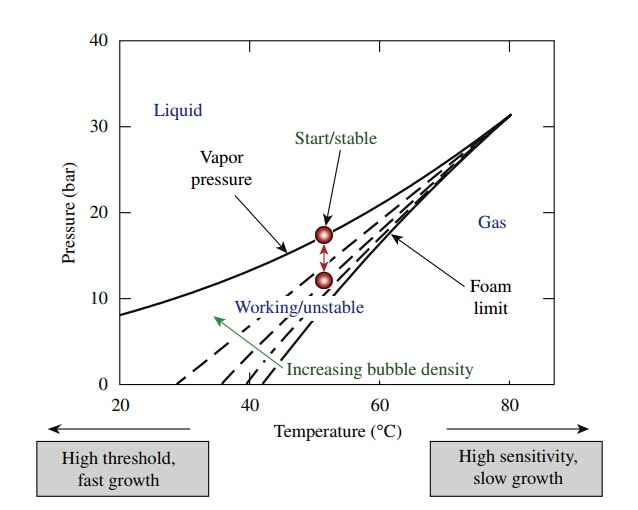 40
Liquid
30
Start/stable
Vapor
pressure
Pressure (bar)
20
Gas
Foam
limit
10
Working/unstable
Increasing bubble density
0
20
40
60
80
Temperature (°C)
High threshold,
fast growth
High sensitivity,
slow growth